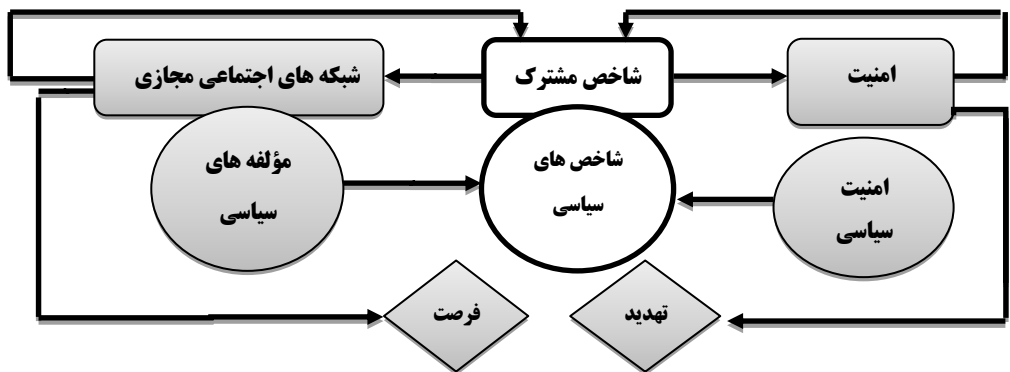 امنیت
شاخص مشترک
شبکه های اجتماعی مجازی
امنیت
سیاسی
شاخص های
سیاسی
مؤلفه های
سیاسی
تهدید
فرصت